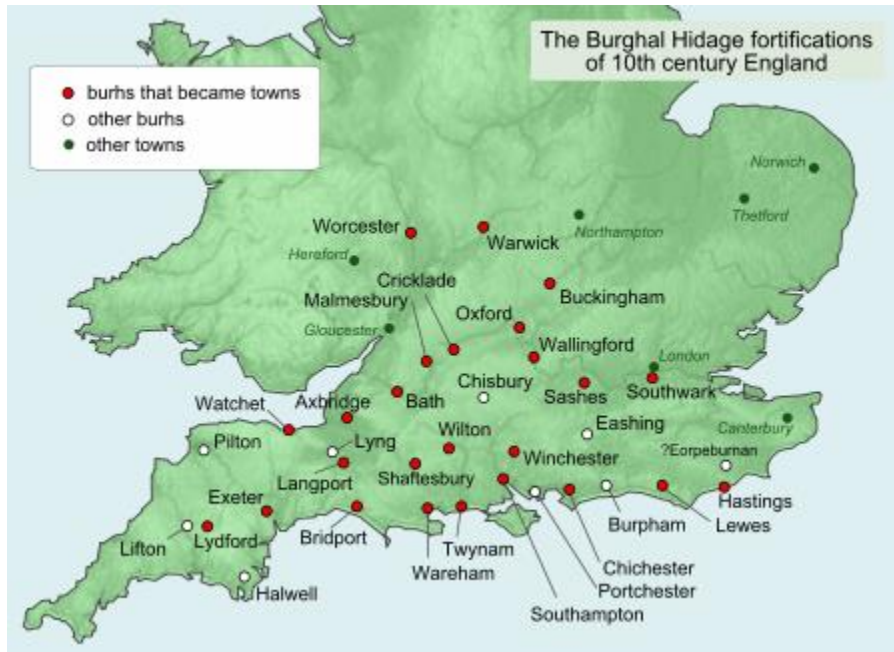 The Burghal Hidage fortifications
of 10th century England
burhs that became towns
other burhs
other towns
Norwich
Thetford
Northampton
Worcester
Warwick
Hereford
Cricklade
Malmesbury
Buckingham
Oxford
Gloucester
Wallingford
London
Chisbury
Sashes
Southwark
Bath
Axbridge
Watchet
Canterbury
Eashing
Wilton
Pilton
Lyng
?Eorpeburnan
Winchester
Shaftesbury
Langport
Exeter
Hastings
Burpham
Lewes
Bridport
Lydford
Lifton
Twynam
Wareham
Chichester
Halwell
Portchester
Southampton